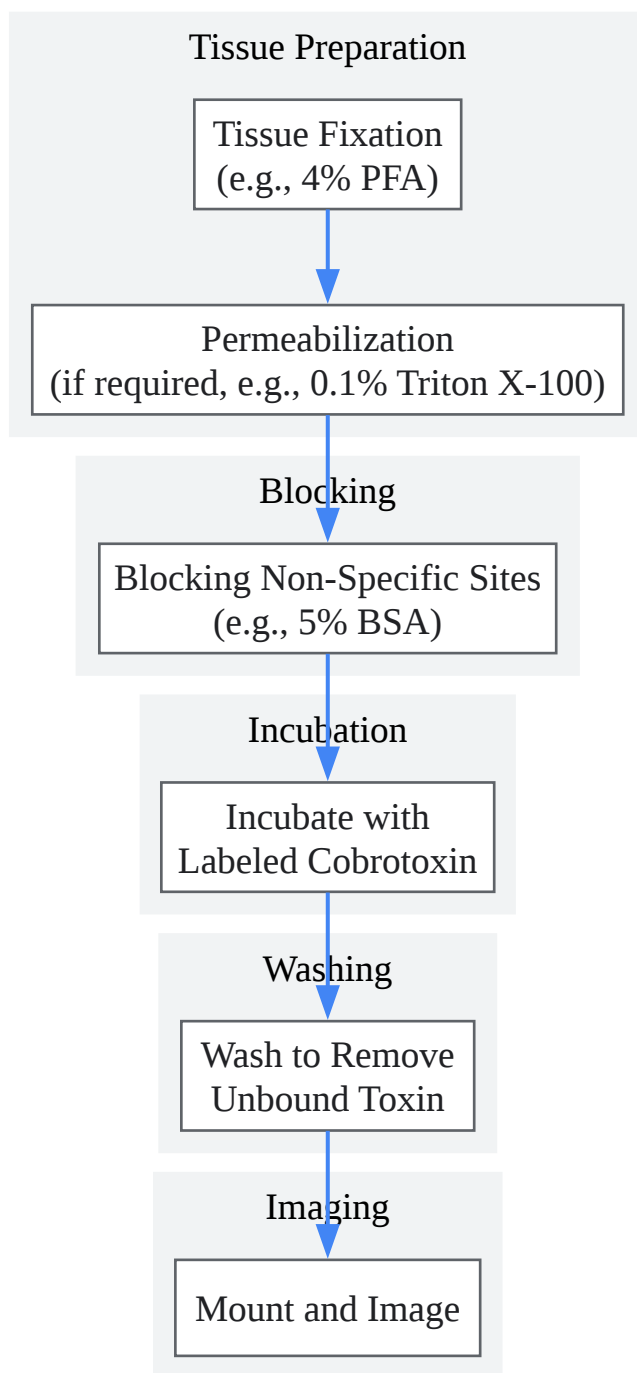 Tissue Preparation
Tissue Fixation
(e.g., 4% PFA)
Permeabilization
(if required, e.g., 0.1% Triton X-100)
Blocking
Blocking Non-Specific Sites
(e.g., 5% BSA)
Incubation
Incubate with
Labeled Cobrotoxin
Washing
Wash to Remove
Unbound Toxin
Imaging
Mount and Image